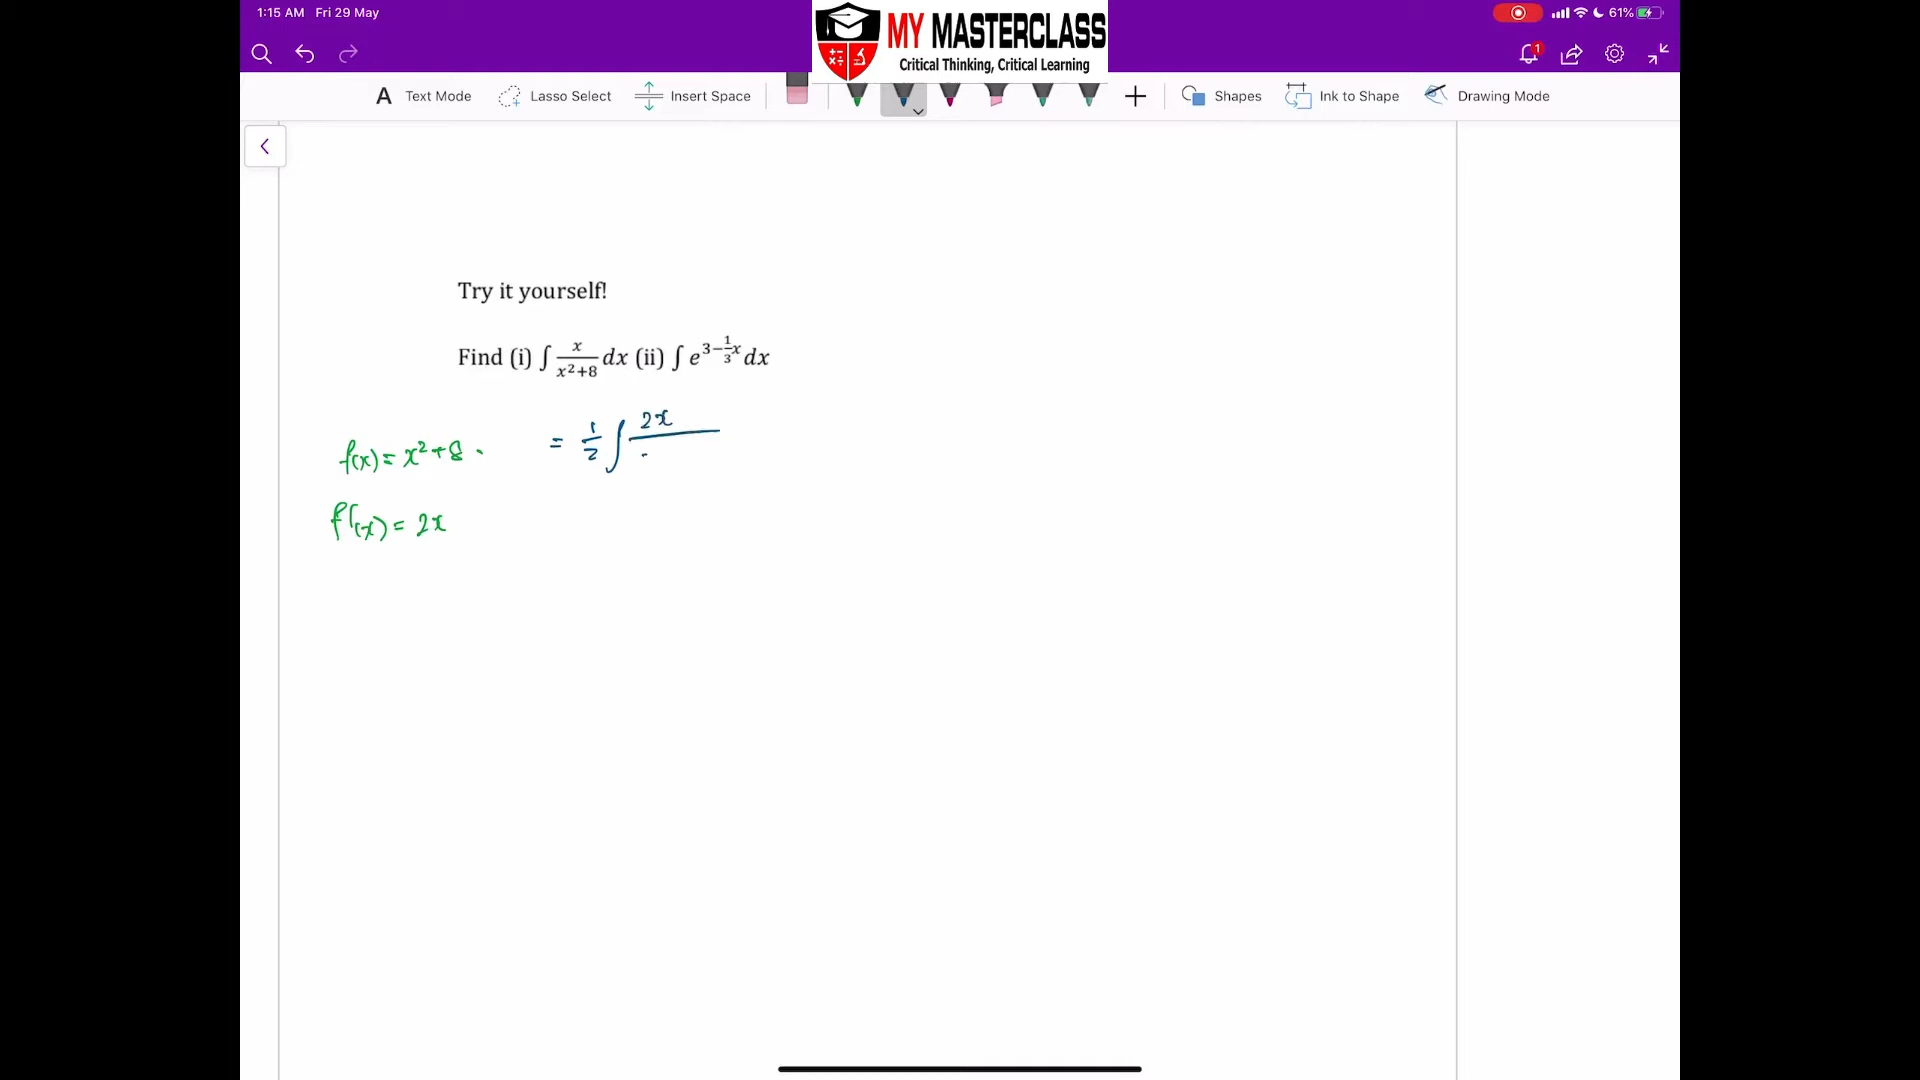 1:15 AM Fri 29 May
61%
MY MASTERCLASS
Critical Thinking, Critical Learning
1
A Text Mode Lasso Select Insert Space Shapes Ink to Shape Drawing Mode
Try it yourself!
Find (i) ∫ x/(x²+8) dx (ii) ∫ e^(3−(1/3)x) dx
= 1/2 ∫ 2x
f(x) = x² + 8
f'(x) = 2x